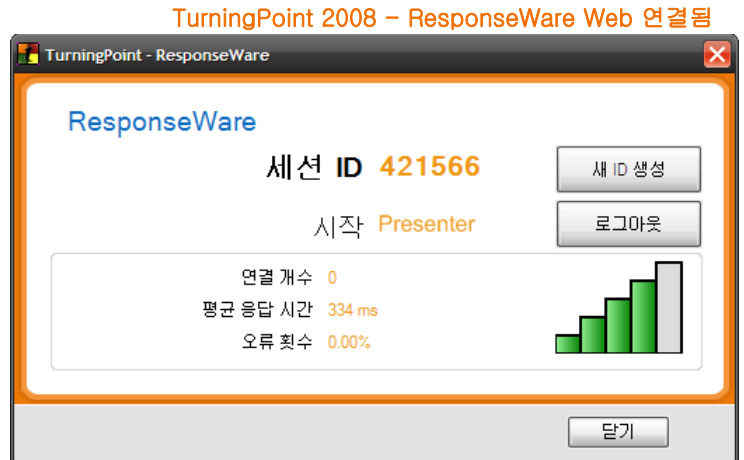 TurningPoint 2008 - ResponseWare Web 연결됨
TurningPoint - ResponseWare
ResponseWare
세션 ID 421566
새 ID 생성
시작 Presenter
로그아웃
연결 개수 0
평균 응답 시간 334 ms
오류 횟수 0.00%
닫기